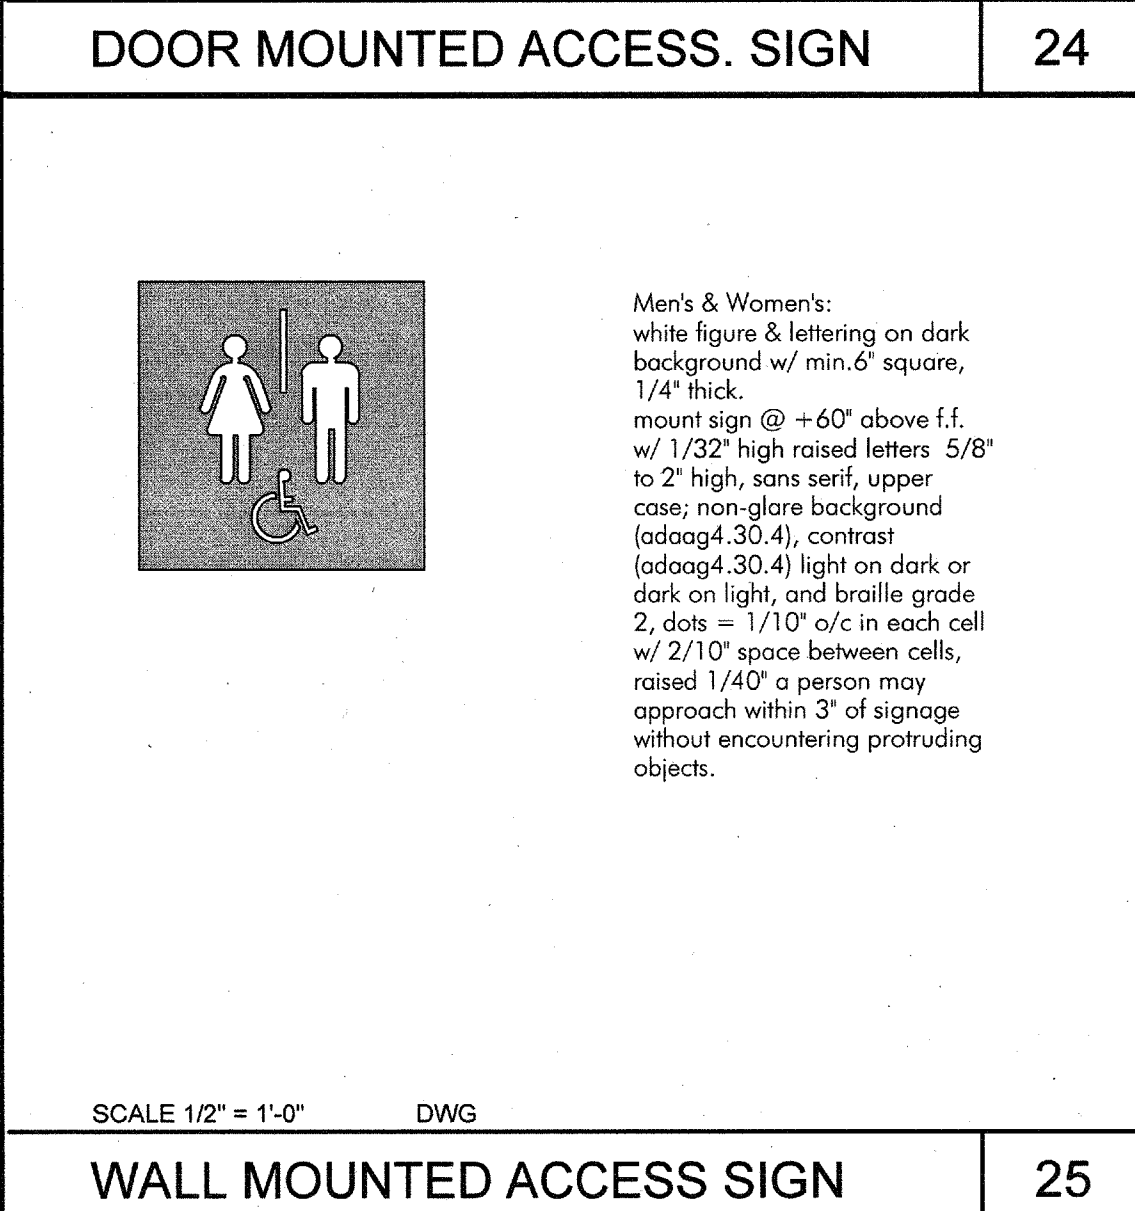 DOOR MOUNTED ACCESS. SIGN 24
Men's & Women's:
white figure & lettering on dark
background w/ min.6" square,
1/4" thick.
mount sign @ +60" above f.f.
w/ 1/32" high raised letters 5/8"
to 2" high, sans serif, upper
case; non-glare background
(adaag4.30.4), contrast
(adaag4.30.4) light on dark or
dark on light, and braille grade
2, dots = 1/10" o/c in each cell
w/ 2/10" space between cells,
raised 1/40" a person may
approach within 3" of signage
without encountering protruding
objects.
SCALE 1/2" = 1'-0" DWG
WALL MOUNTED ACCESS SIGN 25